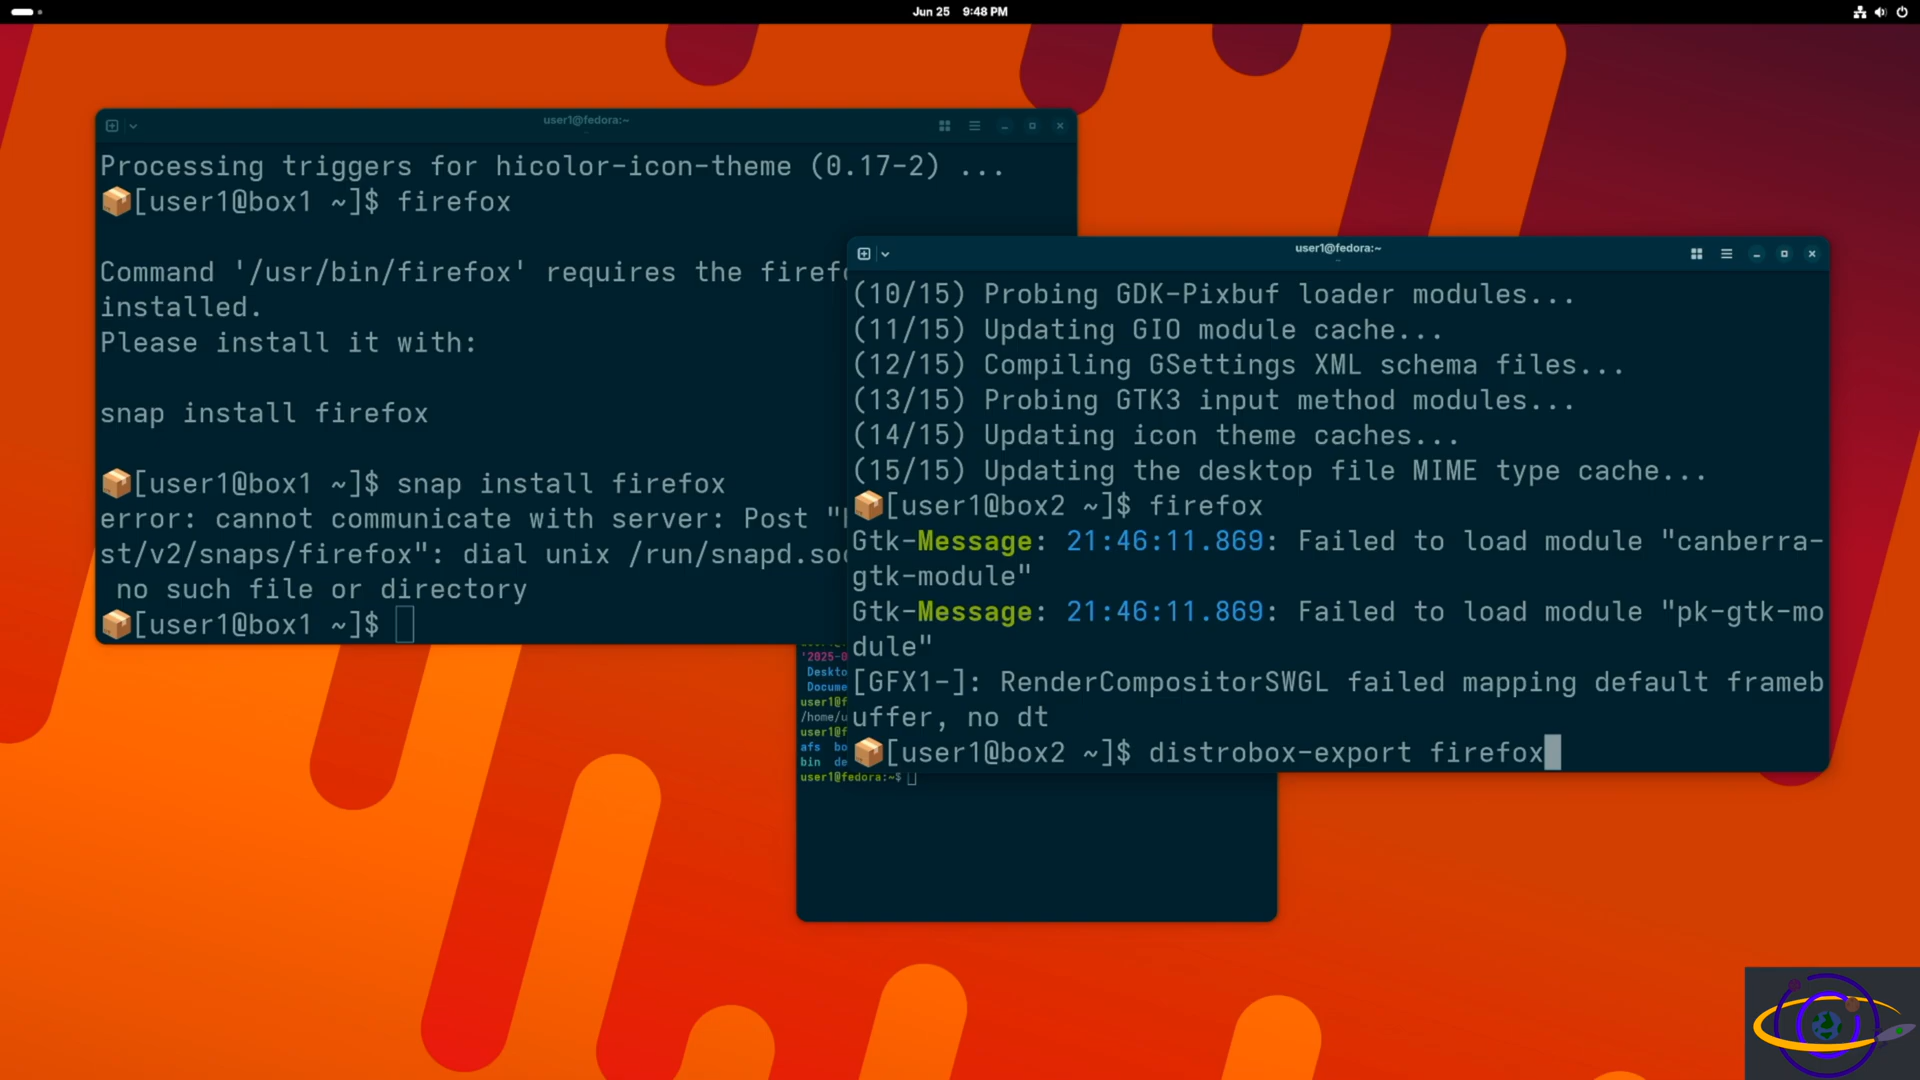 Jun 25 9:48 PM
user1@fedora:~
Processing triggers for hicolor-icon-theme (0.17-2) ...
[user1@box1 ~]$ firefox
Command '/usr/bin/firefox' requires the
installed.
Please install it with:
snap install firefox
[user1@box1 ~]$ snap install firefox
error: cannot communicate with server: Post
st/v2/snaps/firefox": dial unix
no such file or directory
[user1@box1 ~]$
user1@fedora:~
(10/15) Probing GDK-Pixbuf loader modules...
(11/15) Updating GIO module cache...
(12/15) Compiling GSettings XML schema files...
(13/15) Probing GTK3 input method modules...
(14/15) Updating icon theme caches...
(15/15) Updating the desktop file MIME type cache...
[user1@box2 ~]$ firefox
Gtk-Message: 21:46:11.869: Failed to load module "canberra-
gtk-module"
Gtk-Message: 21:46:11.869: Failed to load module "pk-gtk-mo
dule"
[GFX1-]: RenderCompositorSWGL failed mapping default frameb
uffer, no dt
[user1@box2 ~]$ distrobox-export firefox
afs
bin
user1@fedora:~$